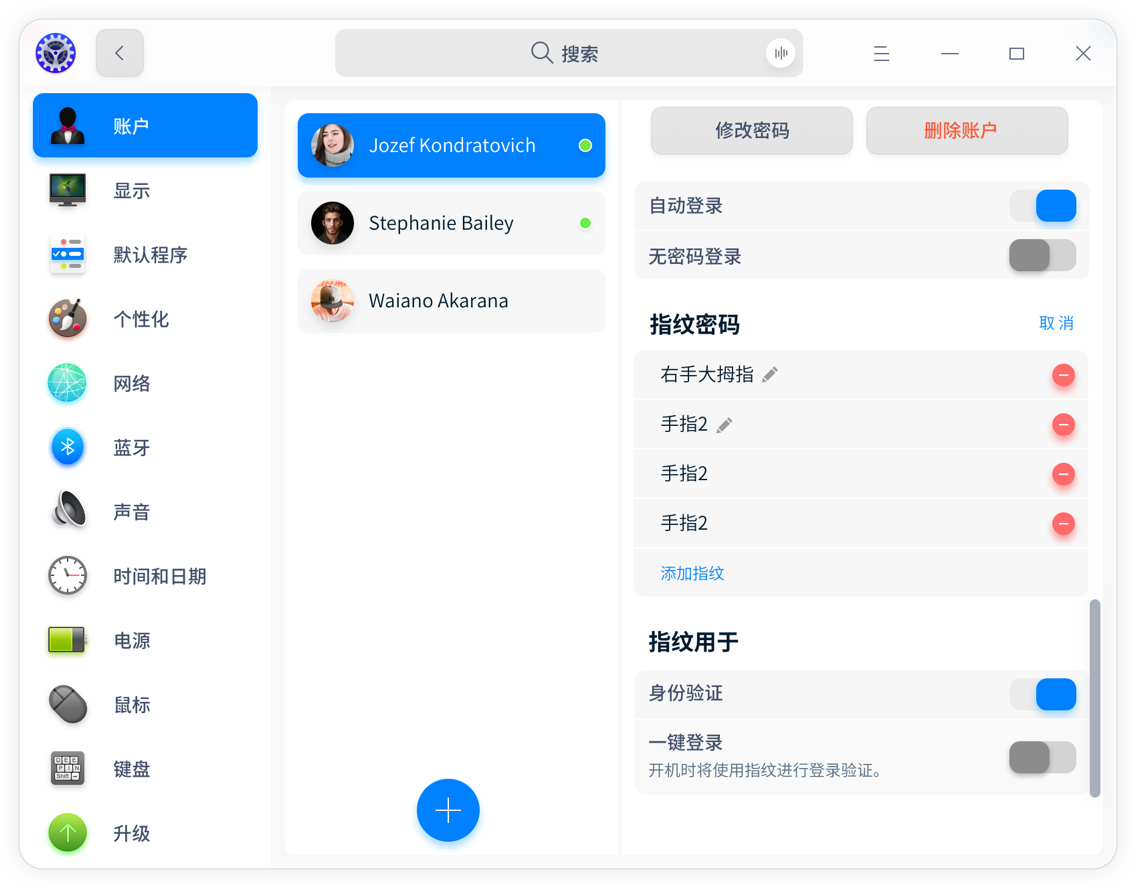 搜索
账户
显示
默认程序
个性化
网络
蓝牙
声音
时间和日期
电源
鼠标
键盘
升级
Jozef Kondratovich
Stephanie Bailey
Waiano Akarana
修改密码
删除账户
自动登录
无密码登录
指纹密码
取消
右手大拇指
手指2
手指2
手指2
添加指纹
指纹用于
身份验证
一键登录
开机时将使用指纹进行登录验证。